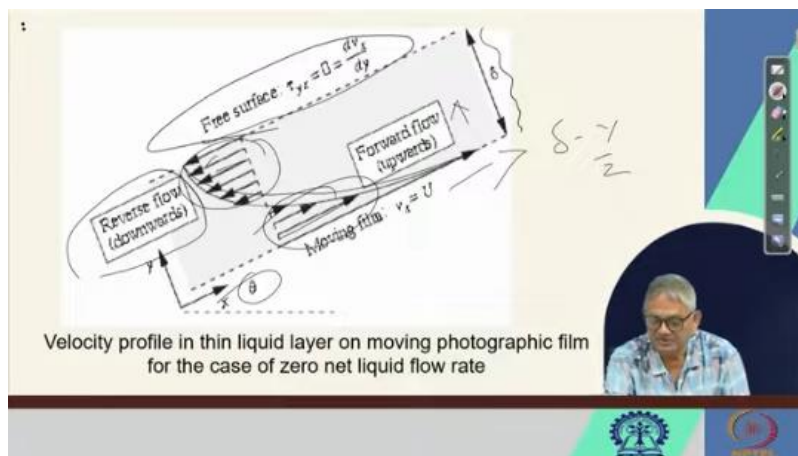 :
Free surface: τyx = 0 = dvx/dy
δ
Forward flow
(upwards)
δ - y/2
Reverse flow
(downwards)
Moving film: vx = U
y
x
θ
Velocity profile in thin liquid layer on moving photographic film
for the case of zero net liquid flow rate